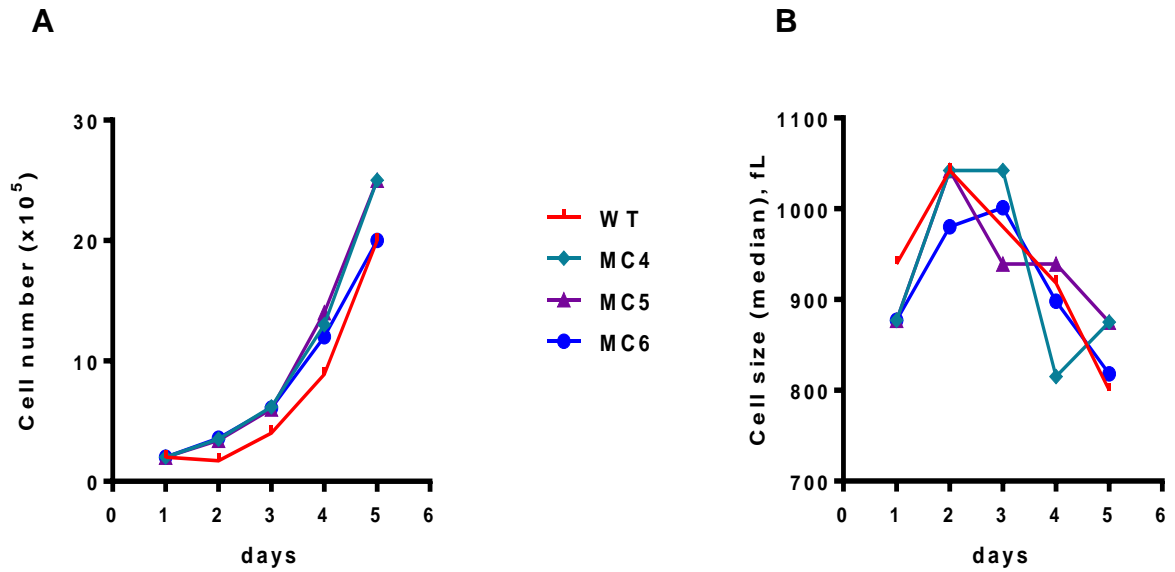 A
Cell number (x10⁵)
30
20
10
0
0 1 2 3 4 5 6
days
WT
MC4
MC5
MC6
B
Cell size (median), fL
1100
1000
900
800
700
0 1 2 3 4 5 6
days